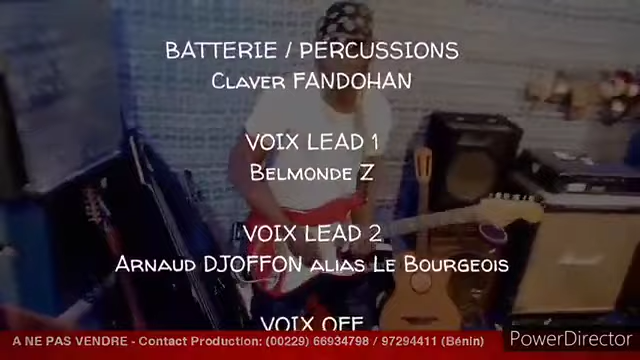 BATTERIE / PERCUSSIONS
Claver FANDOHAN
VOIX LEAD 1
Belmonde Z
VOIX LEAD 2
Arnaud DJOFFON alias Le Bourgeois
VOIX OFF
A NE PAS VENDRE - Contact Production: (00229) 66934798 / 97294411 (Bénin)
PowerDirector